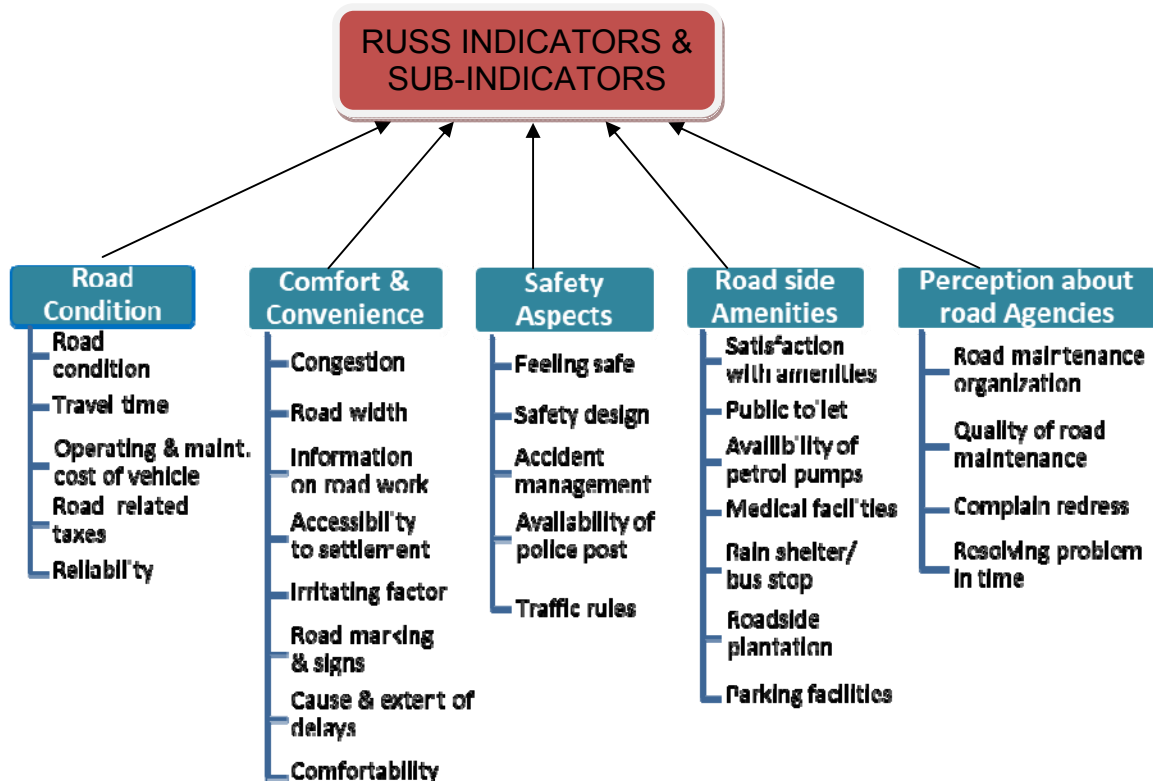 RUSS INDICATORS &
SUB-INDICATORS
Road
Condition
Road
condition
Travel time
Operating & maint.
cost of vehicle
Road related
taxes
Reliability
Comfort &
Convenience
Congestion
Road width
Information
on road work
Accessibility
to settlement
Irritating factor
Road marking
& signs
Cause & extent of
delays
Comfortability
Safety
Aspects
Feeling safe
Safety design
Accident
management
Availability of
police post
Traffic rules
Road side
Amenities
Satisfaction
with amenities
Public toilet
Availibility of
petrol pumps
Medical facilities
Rain shelter/
bus stop
Roadside
plantation
Parking facilities
Perception about
road Agencies
Road maintenance
organization
Quality of road
maintenance
Complain redress
Resolving problem
in time